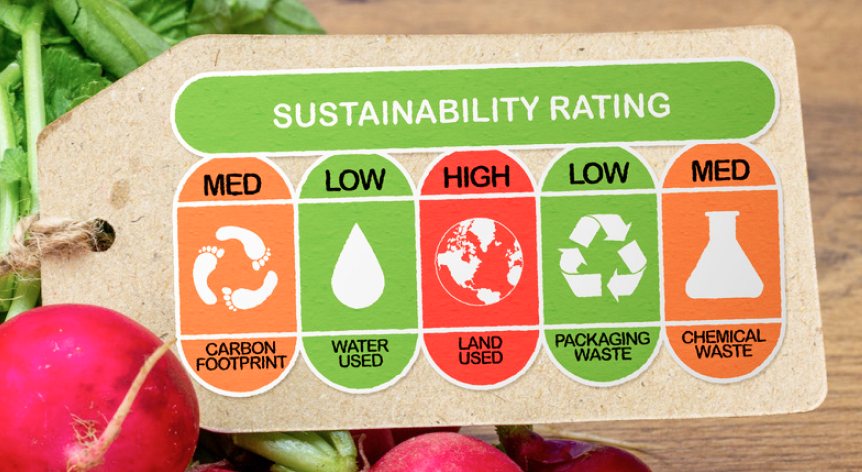 SUSTAINABILITY RATING
MED LOW HIGH LOW MED
CARBON FOOTPRINT
WATER USED
LAND USED
PACKAGING WASTE
CHEMICAL WASTE